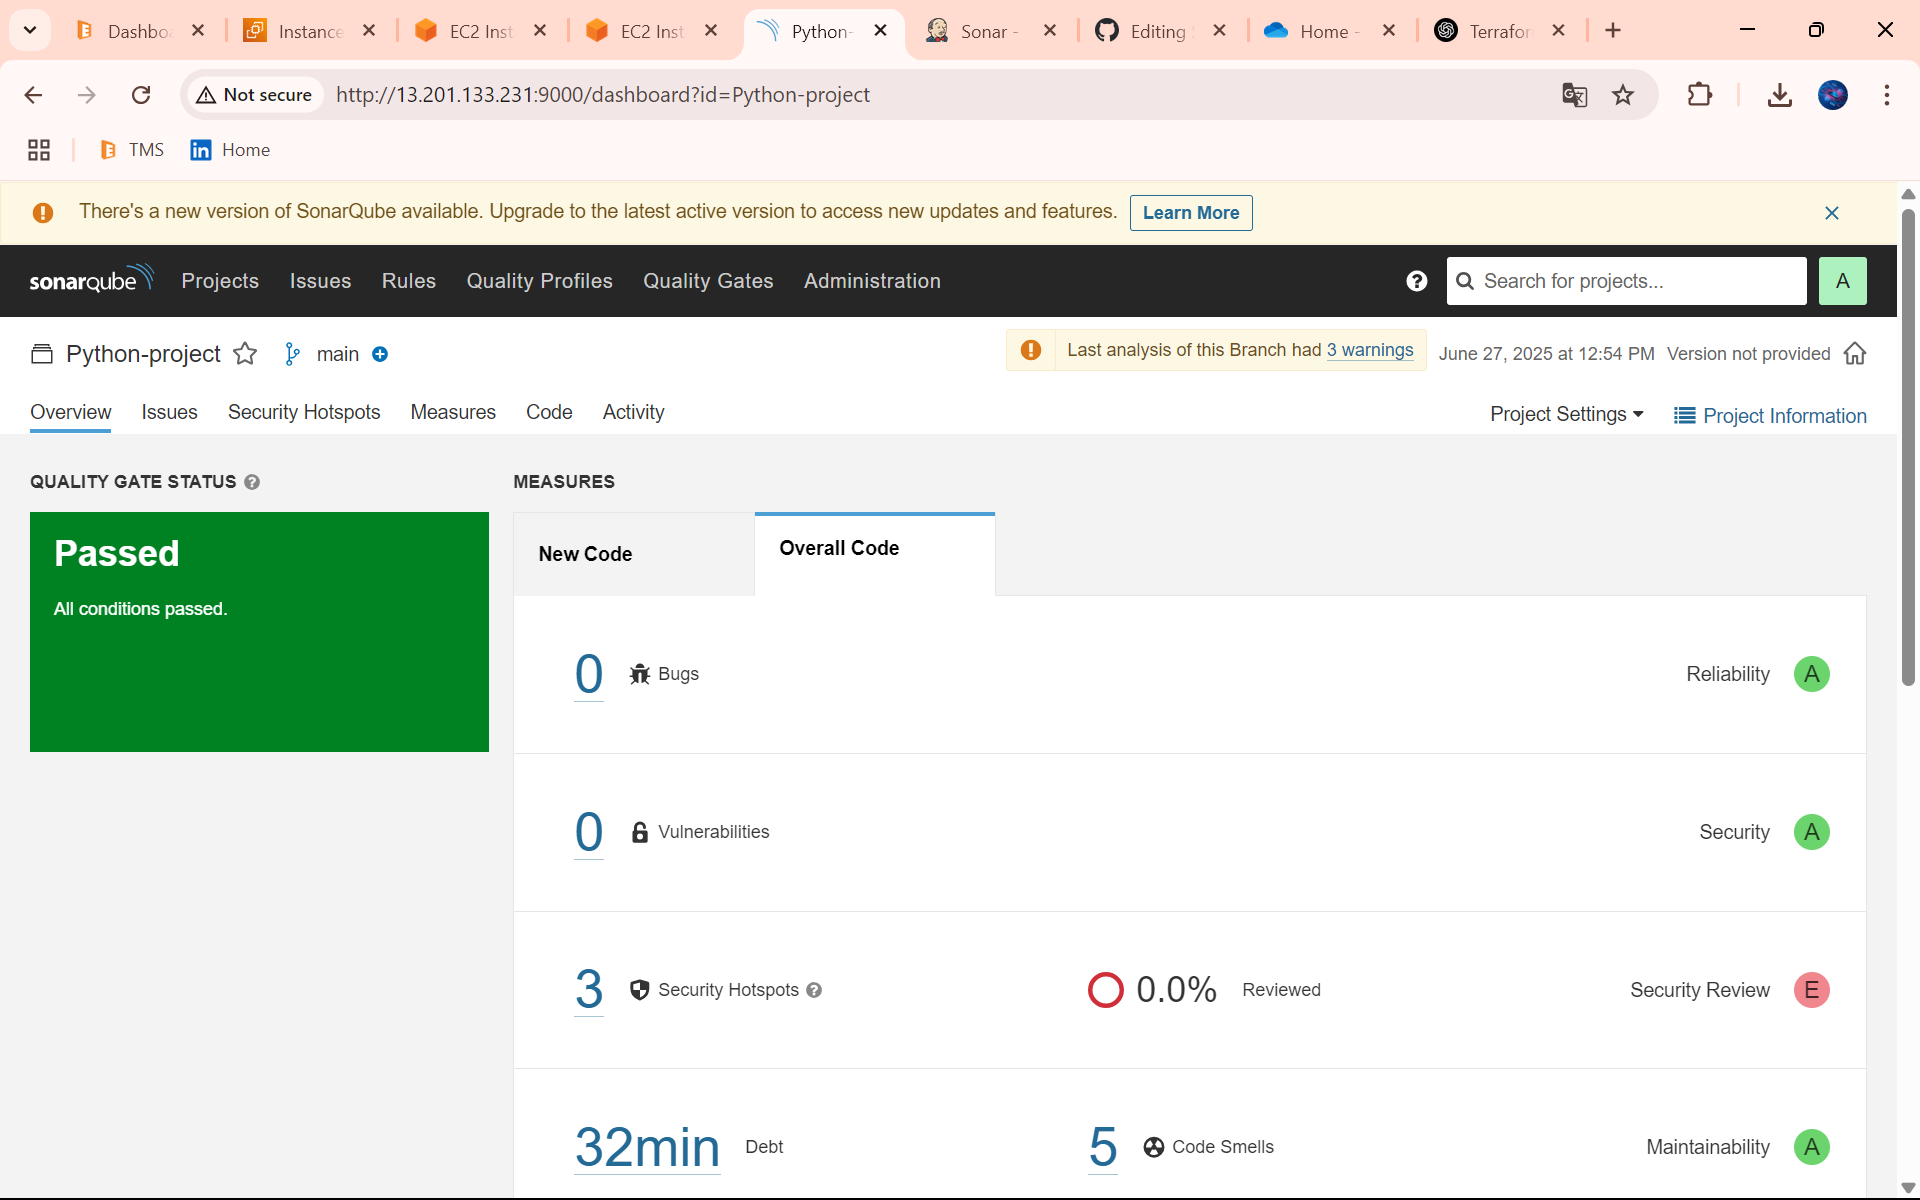 Dashboa
Instance
EC2 Inst
EC2 Inst
Python-
Sonar -
Editing
Home -
Terrafor
Not secure
http://13.201.133.231:9000/dashboard?id=Python-project
TMS
Home
There's a new version of SonarQube available. Upgrade to the latest active version to access new updates and features.
Learn More
sonarqube
Projects
Issues
Rules
Quality Profiles
Quality Gates
Administration
Search for projects...
A
Python-project
main
Last analysis of this Branch had 3 warnings
June 27, 2025 at 12:54 PM
Version not provided
Overview
Issues
Security Hotspots
Measures
Code
Activity
Project Settings
Project Information
QUALITY GATE STATUS
Passed
All conditions passed.
MEASURES
New Code
Overall Code
0 Bugs
Reliability A
0 Vulnerabilities
Security A
3 Security Hotspots
0.0% Reviewed
Security Review E
32min Debt
5 Code Smells
Maintainability A